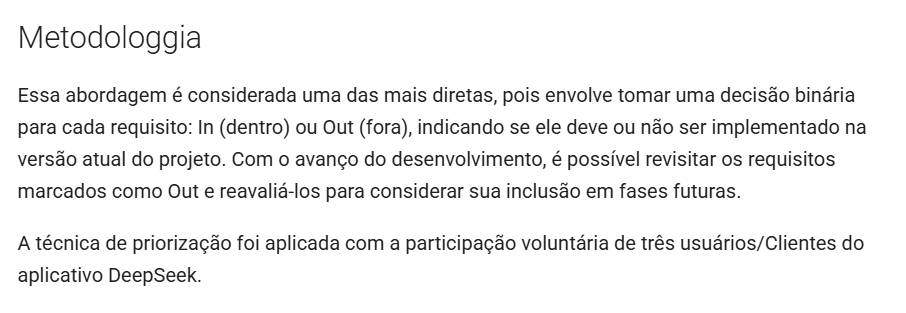 Metodologgia
Essa abordagem é considerada uma das mais diretas, pois envolve tomar uma decisão binária
para cada requisito: In (dentro) ou Out (fora), indicando se ele deve ou não ser implementado na
versão atual do projeto. Com o avanço do desenvolvimento, é possível revisitar os requisitos
marcados como Out e reavaliá-los para considerar sua inclusão em fases futuras.
A técnica de priorização foi aplicada com a participação voluntária de três usuários/Clientes do
aplicativo DeepSeek.